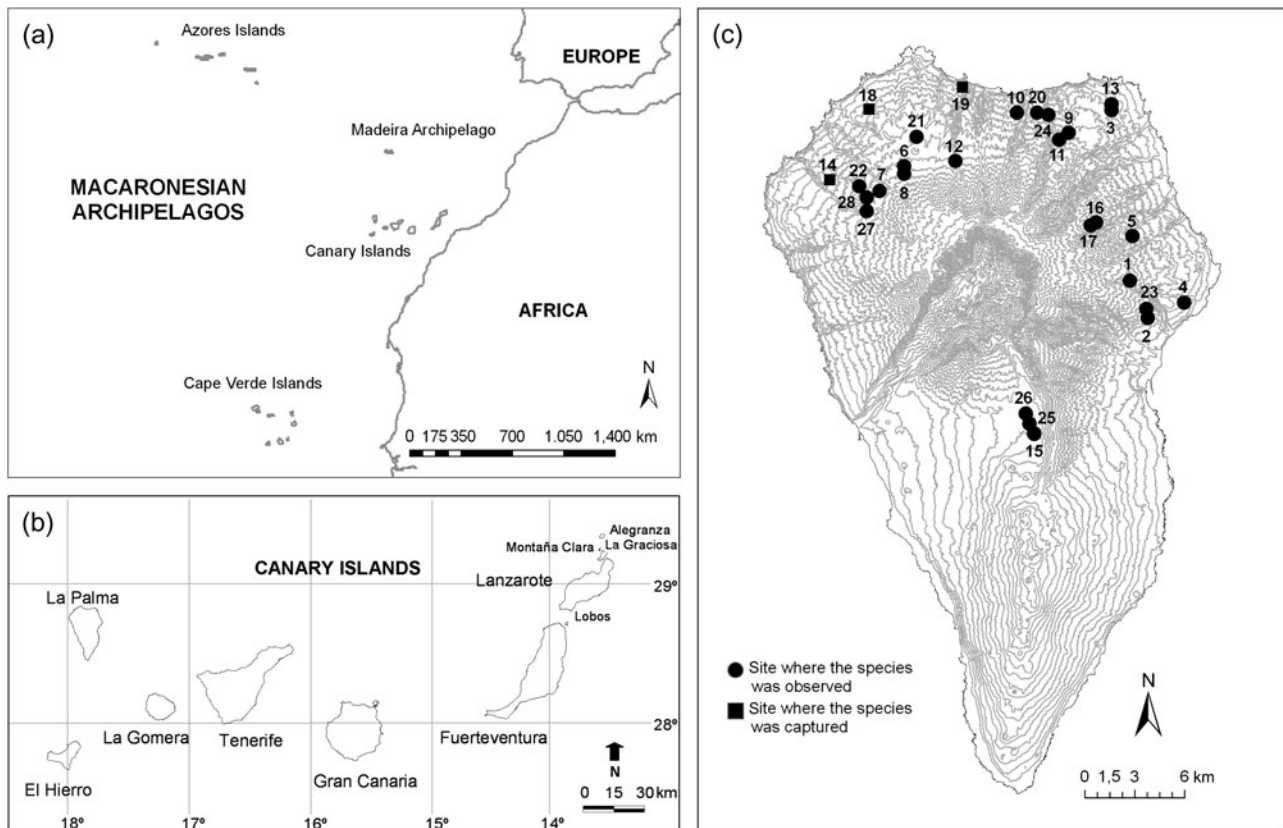 (a)
Azores Islands
EUROPE
Madeira Archipelago
MACARONESIAN
ARCHIPELAGOS
Canary Islands
AFRICA
N
Cape Verde Islands
0 175 350 700 1.050 1,400 km
(b)
Alegranza
Montaña Clara La Graciosa
CANARY ISLANDS
Lanzarote
29º
La Palma
Lobos
28º
La Gomera
Tenerife
Fuerteventura
Gran Canaria
El Hierro
N
0 15 30 km
18º 17º 16º 15º 14º
(c)
13
18
19
10 20
3
21
24 9
11
6
12
14
22 7
8
28
27
16
5
17
1
23 4
2
26
25
15
Site where the species
was observed
Site where the species
was captured
N
0 1,5 3 6 km